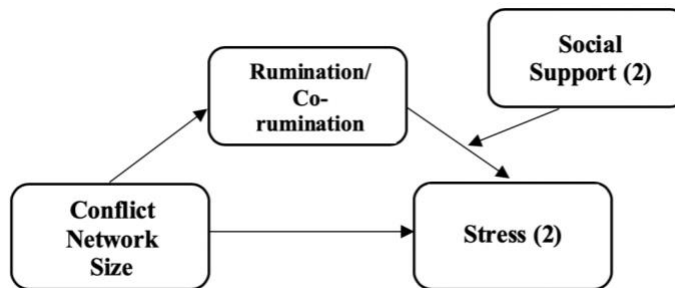 Social
Support (2)
Rumination/
Co-
rumination
Conflict
Network
Size
Stress (2)